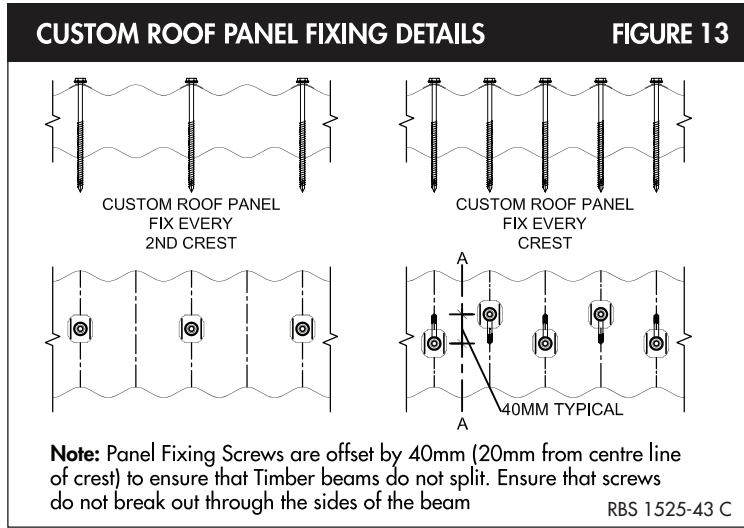 CUSTOM ROOF PANEL FIXING DETAILS FIGURE 13
CUSTOM ROOF PANEL
FIX EVERY
2ND CREST
CUSTOM ROOF PANEL
FIX EVERY
CREST
A
40MM TYPICAL
A
Note: Panel Fixing Screws are offset by 40mm (20mm from centre line
of crest) to ensure that Timber beams do not split. Ensure that screws
do not break out through the sides of the beam
RBS 1525-43 C